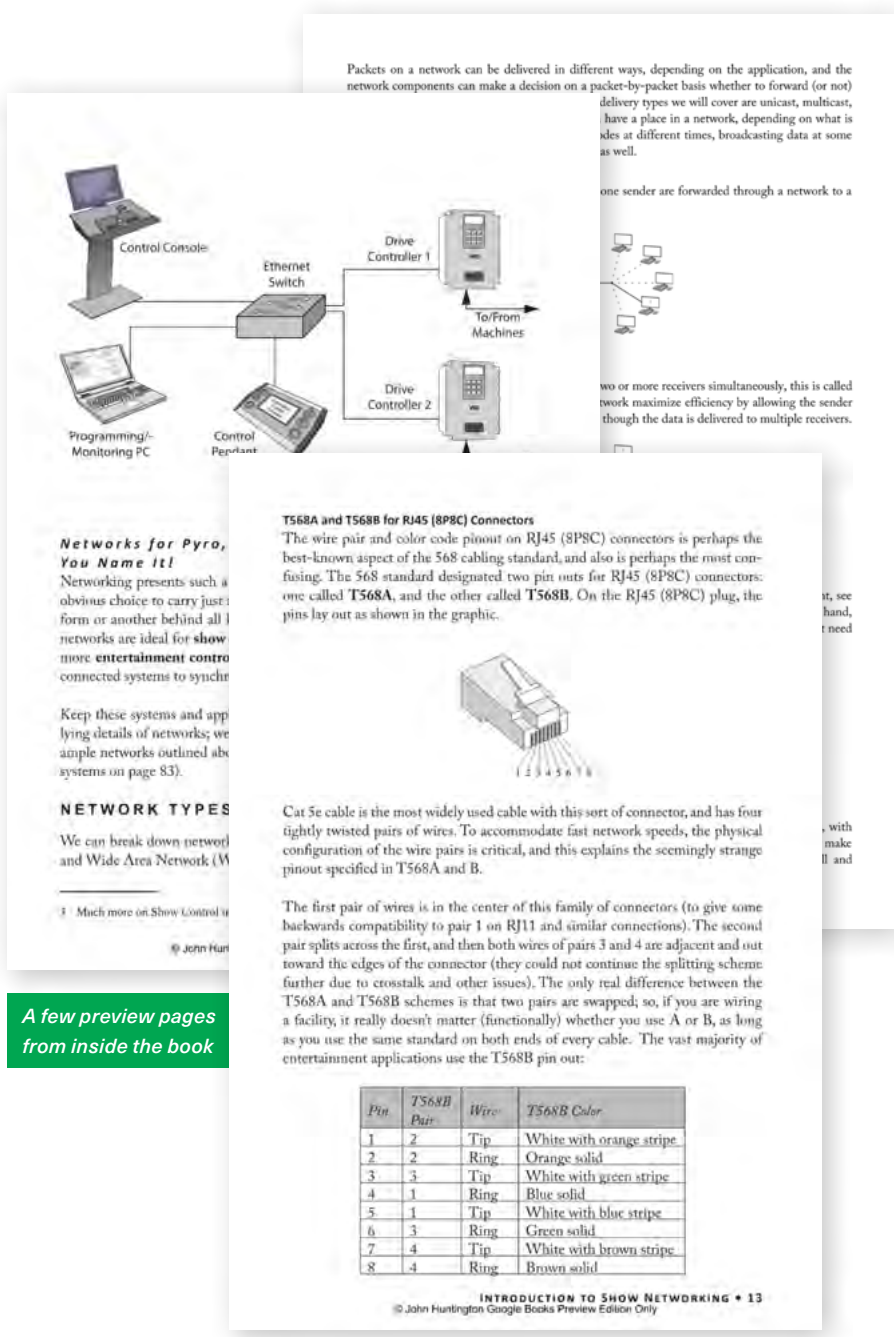 Packets on a network can be delivered in different ways, depending on the application, and the
network components can make a decision on a packet-by-packet basis whether to forward (or not)
delivery types we will cover are unicast, multicast,
have a place in a network, depending on what is
odes at different times, broadcasting data at some
as well.
one sender are forwarded through a network to a
wo or more receivers simultaneously, this is called
twork maximize efficiency by allowing the sender
though the data is delivered to multiple receivers.
see
hand,
need
with
make
and
Control Console
Ethernet
Switch
Drive
Controller 1
To/From
Machines
Programming/-
Monitoring PC
Control
Pendant
Drive
Controller 2
Networks for Pyro,
You Name It!
Networking presents such a
obvious choice to carry just
form or another behind all
networks are ideal for show
more entertainment contro
connected systems to synchr
Keep these systems and app
lying details of networks; we
ample networks outlined abo
systems on page 83).
NETWORK TYPES
We can break down network
and Wide Area Network (W
3 Much more on Show Control
© John Hun
A few preview pages
from inside the book
T568A and T568B for RJ45 (8P8C) Connectors
The wire pair and color code pinout on RJ45 (8P8C) connectors is perhaps the
best-known aspect of the 568 cabling standard, and also is perhaps the most con-
fusing. The 568 standard designated two pin outs for RJ45 (8P8C) connectors:
one called T568A, and the other called T568B. On the RJ45 (8P8C) plug, the
pins lay out as shown in the graphic.
1 2 3 4 5 6 7 8
Cat 5e cable is the most widely used cable with this sort of connector, and has four
tightly twisted pairs of wires. To accommodate fast network speeds, the physical
configuration of the wire pairs is critical, and this explains the seemingly strange
pinout specified in T568A and B.
The first pair of wires is in the center of this family of connectors (to give some
backwards compatibility to pair 1 on RJ11 and similar connections). The second
pair splits across the first, and then both wires of pairs 3 and 4 are adjacent and out
toward the edges of the connector (they could not continue the splitting scheme
further due to crosstalk and other issues). The only real difference between the
T568A and T568B schemes is that two pairs are swapped; so, if you are wiring
a facility, it really doesn't matter (functionally) whether you use A or B, as long
as you use the same standard on both ends of every cable. The vast majority of
entertainment applications use the T568B pin out:
Pin T568B Pair Wire T568B Color
1 2 Tip White with orange stripe
2 2 Ring Orange solid
3 3 Tip White with green stripe
4 1 Ring Blue solid
5 1 Tip White with blue stripe
6 3 Ring Green solid
7 4 Tip White with brown stripe
8 4 Ring Brown solid
INTRODUCTION TO SHOW NETWORKING • 13
© John Huntington Google Books Preview Edition Only